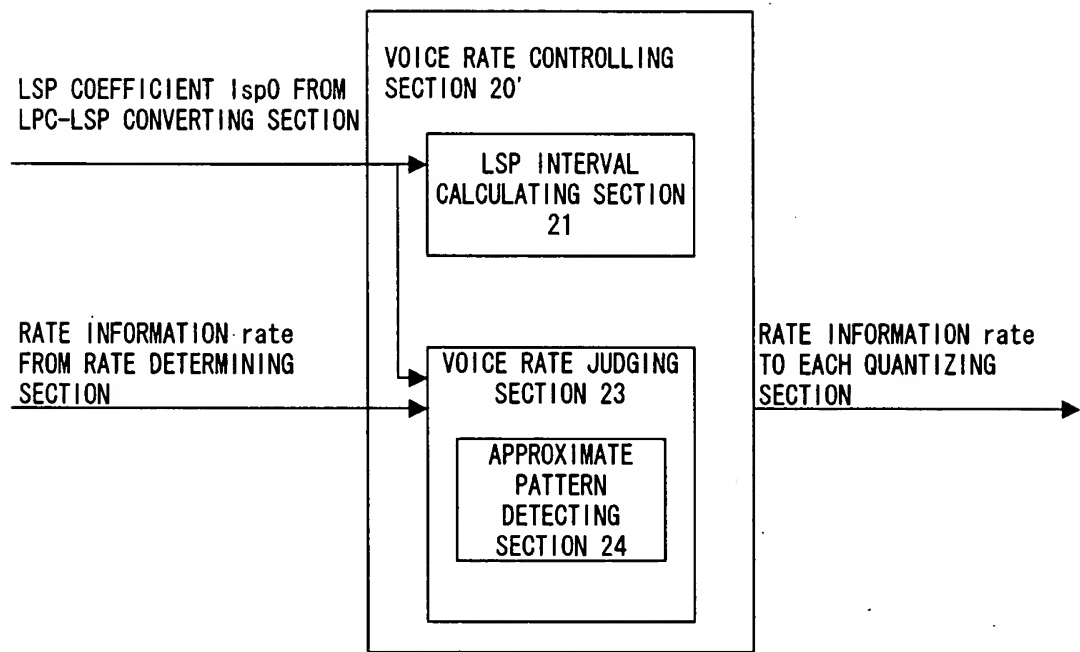 VOICE RATE CONTROLLING
SECTION 20'
LSP COEFFICIENT lsp0 FROM
LPC-LSP CONVERTING SECTION
LSP INTERVAL
CALCULATING SECTION
21
RATE INFORMATION rate
FROM RATE DETERMINING
SECTION
VOICE RATE JUDGING
SECTION 23
APPROXIMATE
PATTERN
DETECTING
SECTION 24
RATE INFORMATION rate
TO EACH QUANTIZING
SECTION